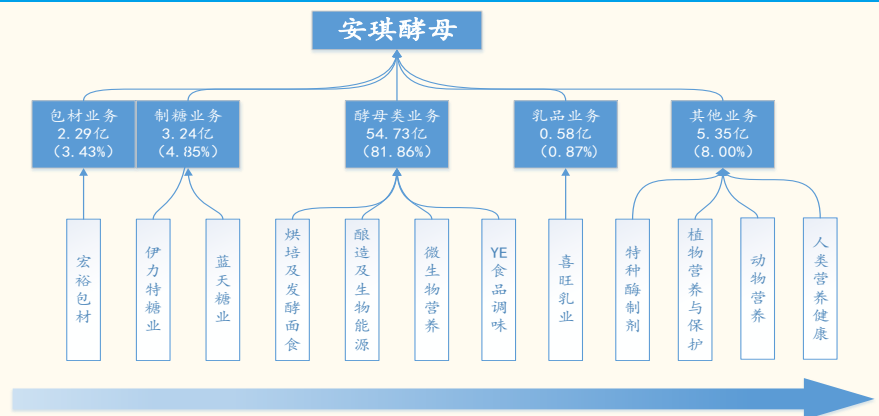 安琪酵母
包材业务
2.29亿
(3.43%)
制糖业务
3.24亿
(4.85%)
酵母类业务
54.73亿
(81.86%)
乳品业务
0.58亿
(0.87%)
其他业务
5.35亿
(8.00%)
宏裕包材
伊力特糖业
蓝天糖业
烘培及发酵面食
酿造及生物能源
微生物营养
YE食品调味
喜旺乳业
特种酶制剂
植物营养与保护
动物营养
人类营养健康